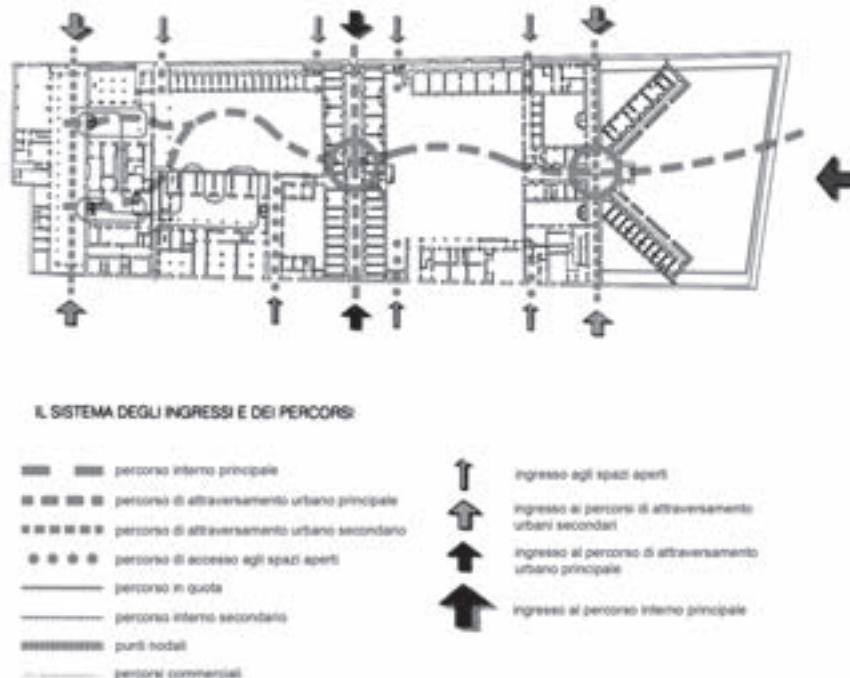 IL SISTEMA DEGLI INGRESSI E DEI PERCORSI
percorso interno principale
percorso di attraversamento urbano principale
percorso di attraversamento urbano secondario
percorso di accesso agli spazi aperti
percorso in quota
percorso interno secondario
punti nodali
percorsi commerciali
ingresso agli spazi aperti
ingresso ai percorsi di attraversamento
urbani secondari
ingresso al percorso di attraversamento
urbano principale
ingresso al percorso interno principale